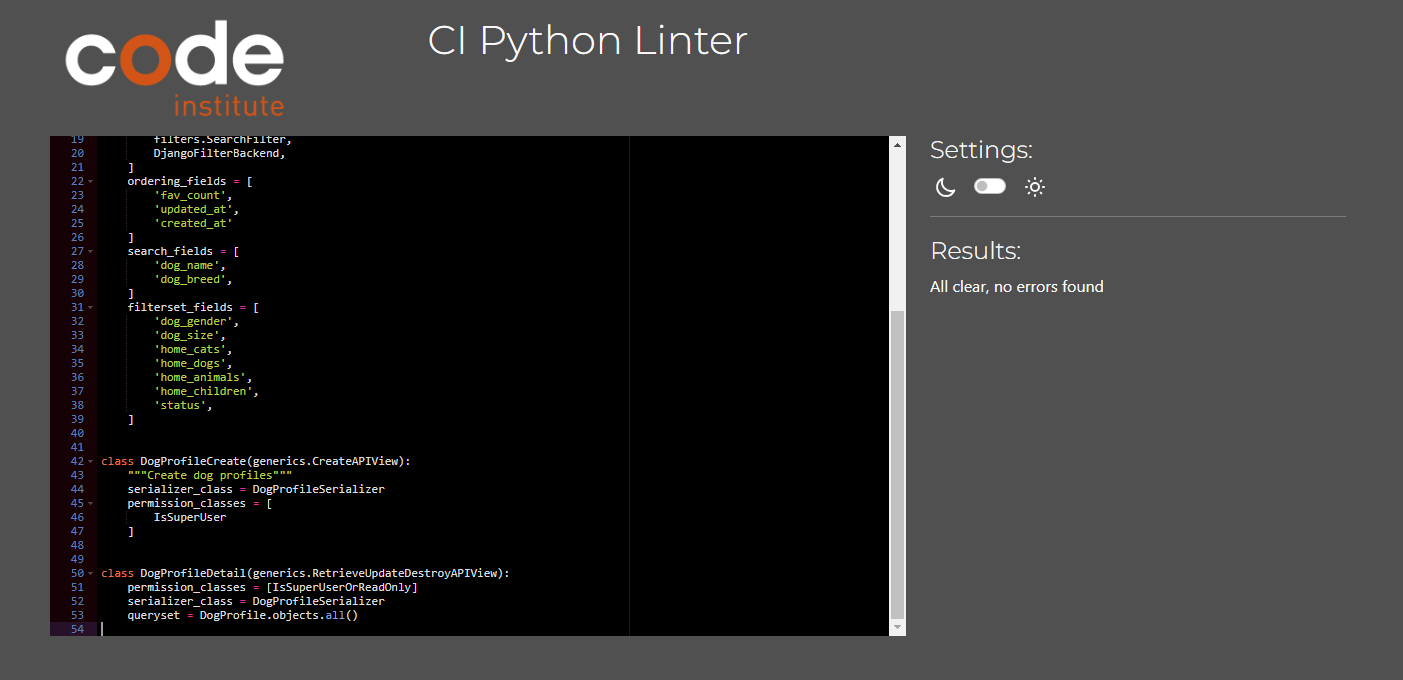 code
institute
CI Python Linter
19 filters.SearchFilter,
20 DjangoFilterBackend,
21 ]
22 ordering_fields = [
23 'fav_count',
24 'updated_at',
25 'created_at'
26 ]
27 search_fields = [
28 'dog_name',
29 'dog_breed',
30 ]
31 filterset_fields = [
32 'dog_gender',
33 'dog_size',
34 'home_cats',
35 'home_dogs',
36 'home_animals',
37 'home_children',
38 'status',
39 ]
40
41
42 class DogProfileCreate(generics.CreateAPIView):
43 """Create dog profiles"""
44 serializer_class = DogProfileSerializer
45 permission_classes = [
46 IsSuperUser
47 ]
48
49
50 class DogProfileDetail(generics.RetrieveUpdateDestroyAPIView):
51 permission_classes = [IsSuperUserOrReadOnly]
52 serializer_class = DogProfileSerializer
53 queryset = DogProfile.objects.all()
54
Settings:
Results:
All clear, no errors found